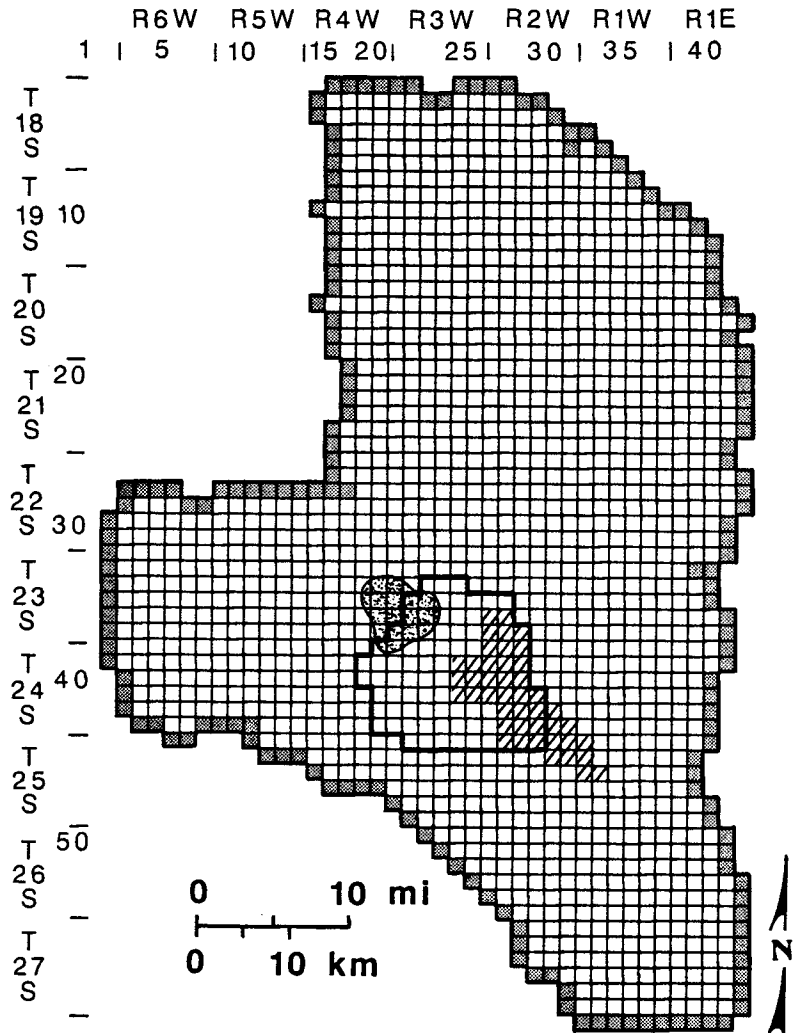 R6W R5W R4W R3W R2W R1W R1E
1 | 5 | 10 | 15 20 | 25 | 30 | 35 | 40
T
18
S
T
19 10
S
T
20
S
20
T
21
S
T
22
S 30
T
23
S
T
24 40
S
T
25
S
50
T
26
S
T
27
S
0 10 mi
0 10 km
N